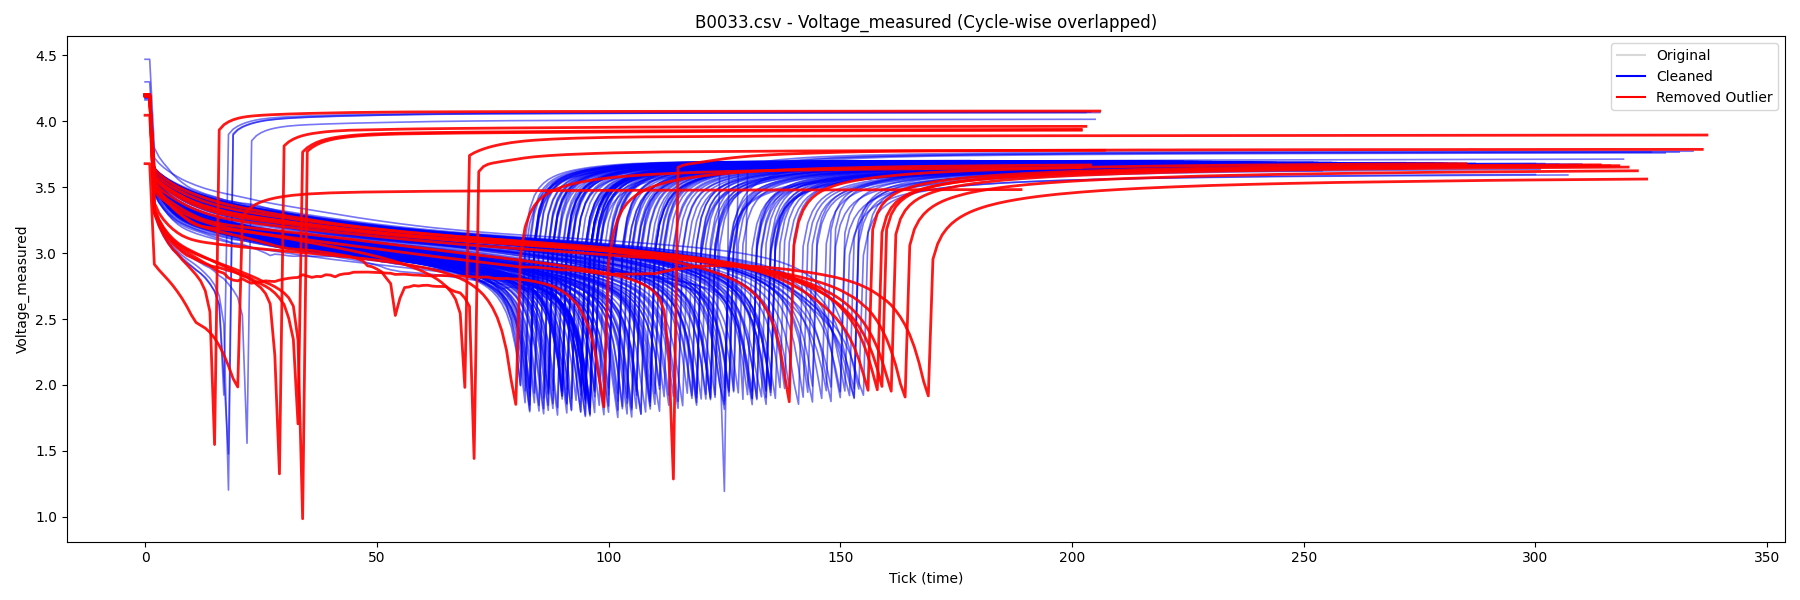 B0033.csv - Voltage_measured (Cycle-wise overlapped)
Original
Cleaned
Removed Outlier
Voltage_measured
4.5
4.0
3.5
3.0
2.5
2.0
1.5
1.0
0
50
100
150
200
250
300
350
Tick (time)